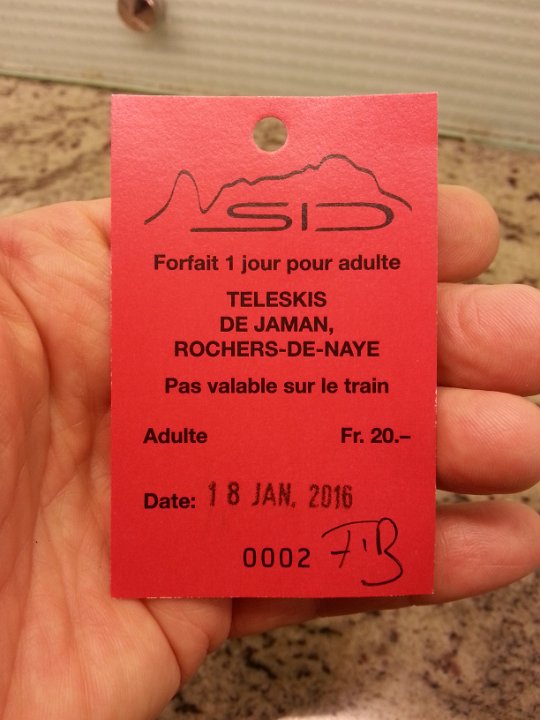 SID
Forfait 1 jour pour adulte
TELESKIS
DE JAMAN,
ROCHERS-DE-NAYE
Pas valable sur le train
Adulte Fr. 20.–
Date: 18 JAN. 2016
0002